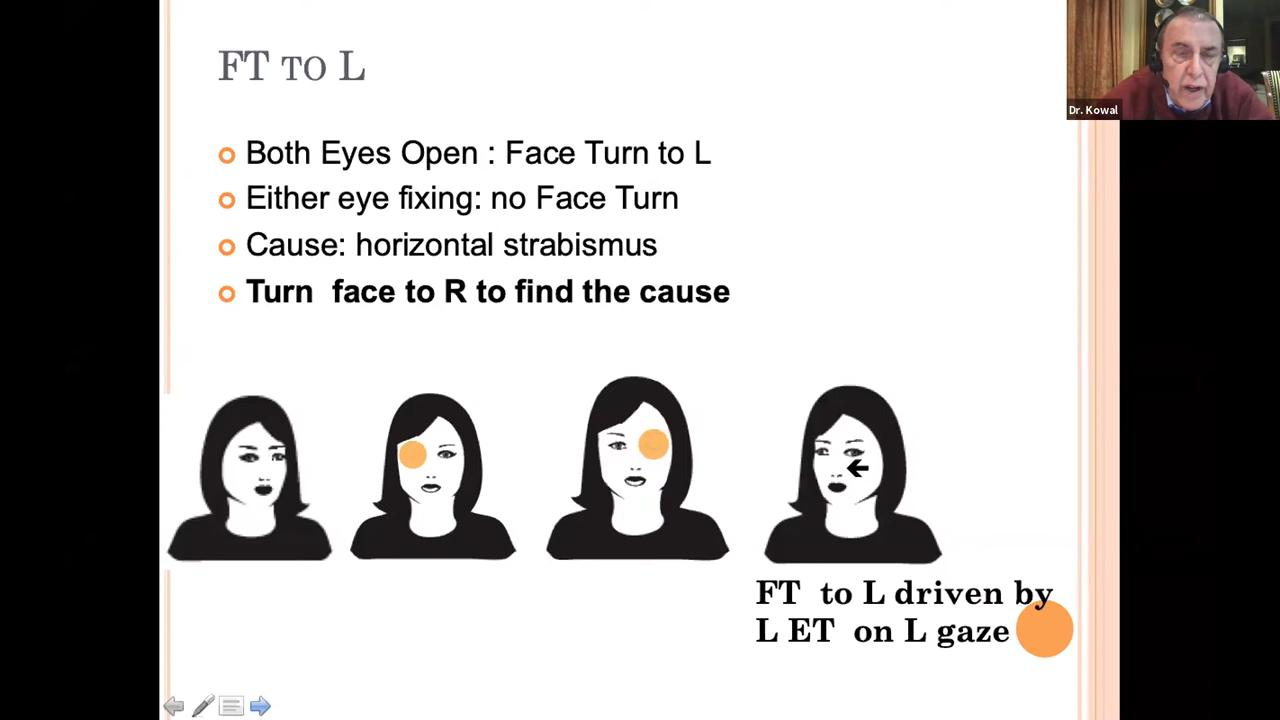 FT TO L
Dr. Kowal
Both Eyes Open : Face Turn to L
Either eye fixing: no Face Turn
Cause: horizontal strabismus
Turn face to R to find the cause
FT to L driven by
L ET on L gaze